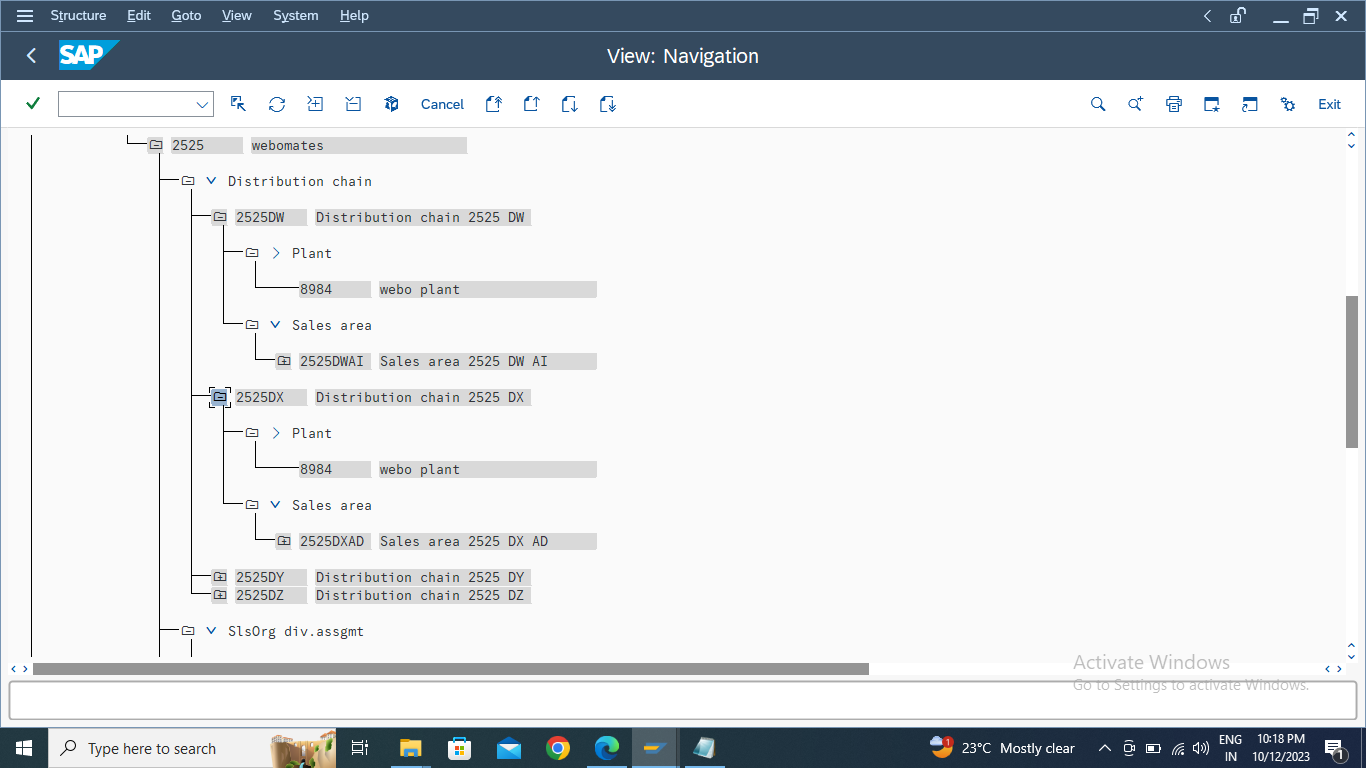 Structure Edit Goto View System Help
SAP View: Navigation
Cancel Exit
2525 webomates
Distribution chain
2525DW Distribution chain 2525 DW
Plant
8984 webo plant
Sales area
2525DWAI Sales area 2525 DW AI
2525DX Distribution chain 2525 DX
Plant
8984 webo plant
Sales area
2525DXAD Sales area 2525 DX AD
2525DY Distribution chain 2525 DY
2525DZ Distribution chain 2525 DZ
SlsOrg div.assgmt
Activate Windows
Go to Settings to activate Windows.
Type here to search 1 23°C Mostly clear ENG 10:18 PM
IN 10/12/2023 1